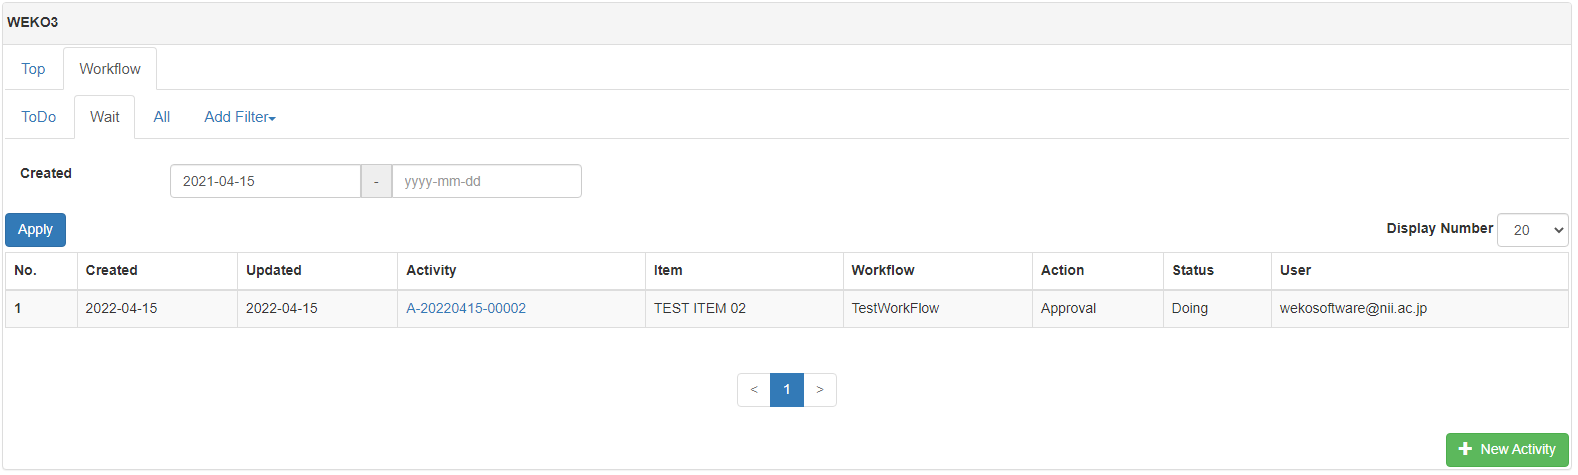 WEKO3
Top Workflow
ToDo Wait All Add Filter
Created 2021-04-15 - yyyy-mm-dd
Apply Display Number 20
No. Created Updated Activity Item Workflow Action Status User
1 2022-04-15 2022-04-15 A-20220415-00002 TEST ITEM 02 TestWorkFlow Approval Doing wekosoftware@nii.ac.jp
< 1 >
+ New Activity